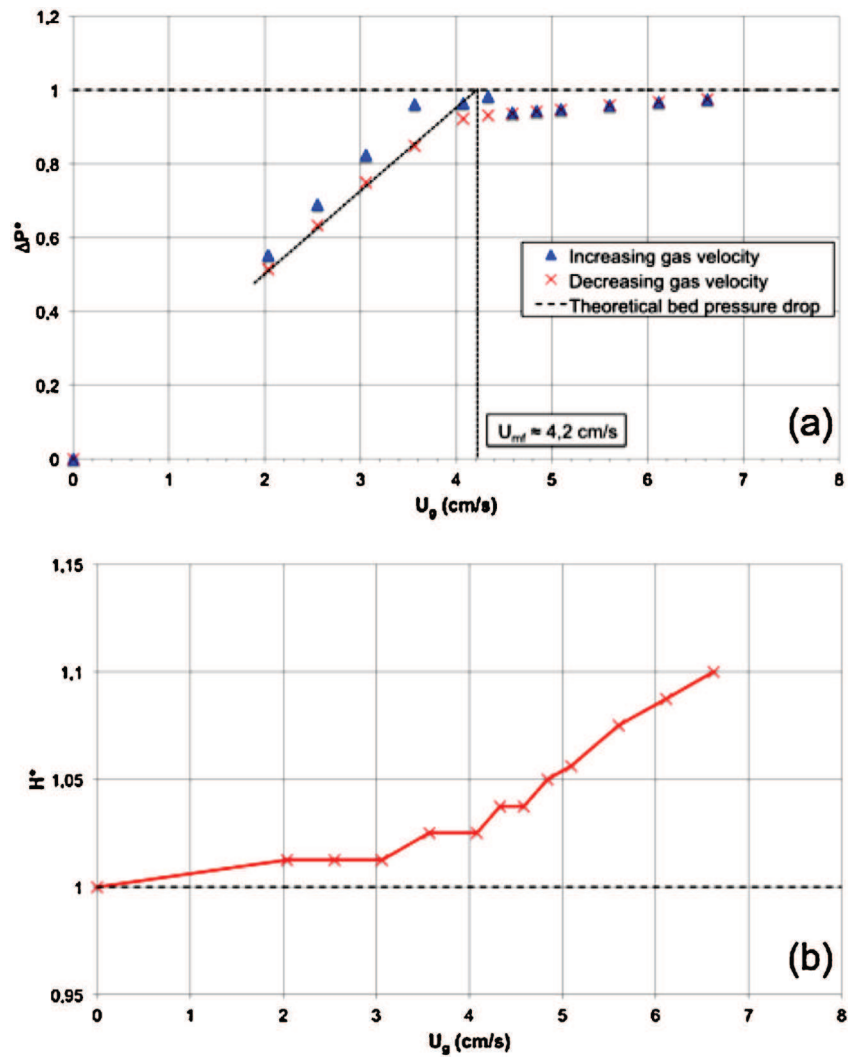 1,2
1
0,8
0,6
0,4
0,2
0
ΔP*
Increasing gas velocity
Decreasing gas velocity
Theoretical bed pressure drop
Umf ≈ 4,2 cm/s
(a)
0 1 2 3 4 5 6 7 8
Ug (cm/s)
1,15
1,1
1,05
1
0,95
H*
(b)
0 1 2 3 4 5 6 7 8
Ug (cm/s)